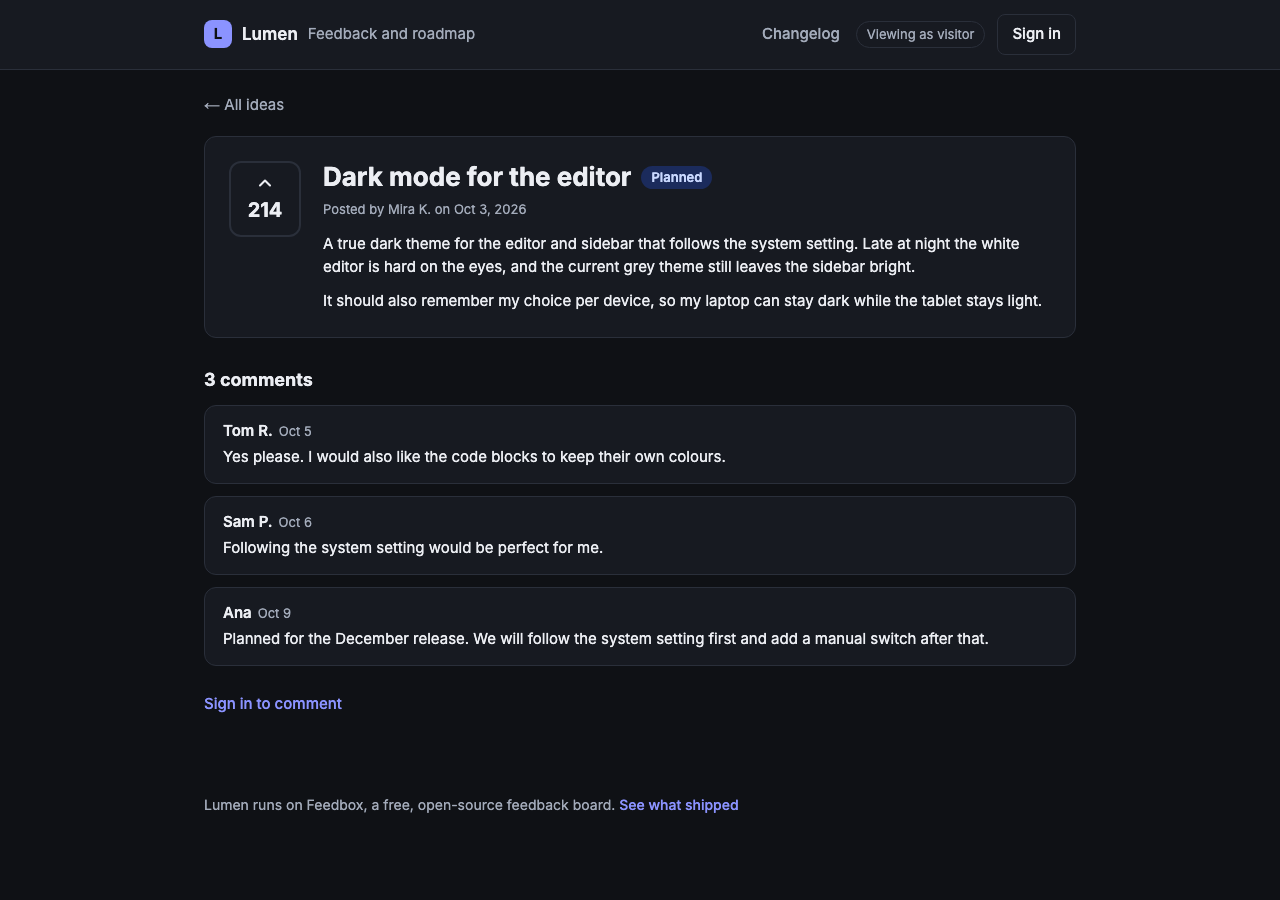 L Lumen Feedback and roadmap Changelog Viewing as visitor Sign in
← All ideas
214
Dark mode for the editor Planned
Posted by Mira K. on Oct 3, 2026
A true dark theme for the editor and sidebar that follows the system setting. Late at night the white
editor is hard on the eyes, and the current grey theme still leaves the sidebar bright.
It should also remember my choice per device, so my laptop can stay dark while the tablet stays light.
3 comments
Tom R. Oct 5
Yes please. I would also like the code blocks to keep their own colours.
Sam P. Oct 6
Following the system setting would be perfect for me.
Ana Oct 9
Planned for the December release. We will follow the system setting first and add a manual switch after that.
Sign in to comment
Lumen runs on Feedbox, a free, open-source feedback board. See what shipped